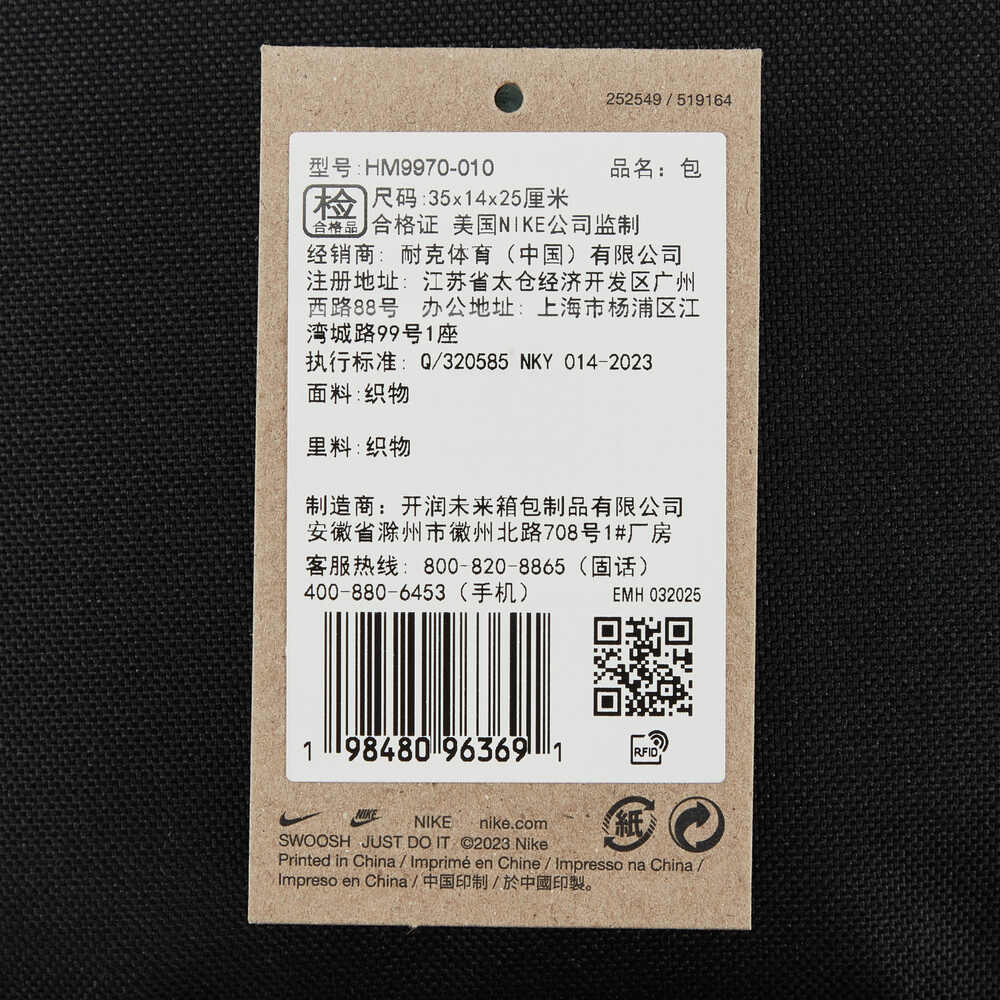 252549 / 519164
型号:HM9970-010 品名：包
检 合格品
尺码:35x14x25厘米
合格证 美国NIKE公司监制
经销商: 耐克体育（中国）有限公司
注册地址: 江苏省太仓经济开发区广州
西路88号 办公地址: 上海市杨浦区江
湾城路99号1座
执行标准: Q/320585 NKY 014-2023
面料:织物
里料:织物
制造商：开润未来箱包制品有限公司
安徽省滁州市徽州北路708号1#厂房
客服热线: 800-820-8865（固话）
400-880-6453（手机） EMH 032025
1 98480 96369 1
RFID
NIKE NIKE nike.com
紙
SWOOSH JUST DO IT ©2023 Nike
Printed in China / Imprimé en Chine / Impresso na China /
Impreso en China / 中国印制 / 於中國印製。